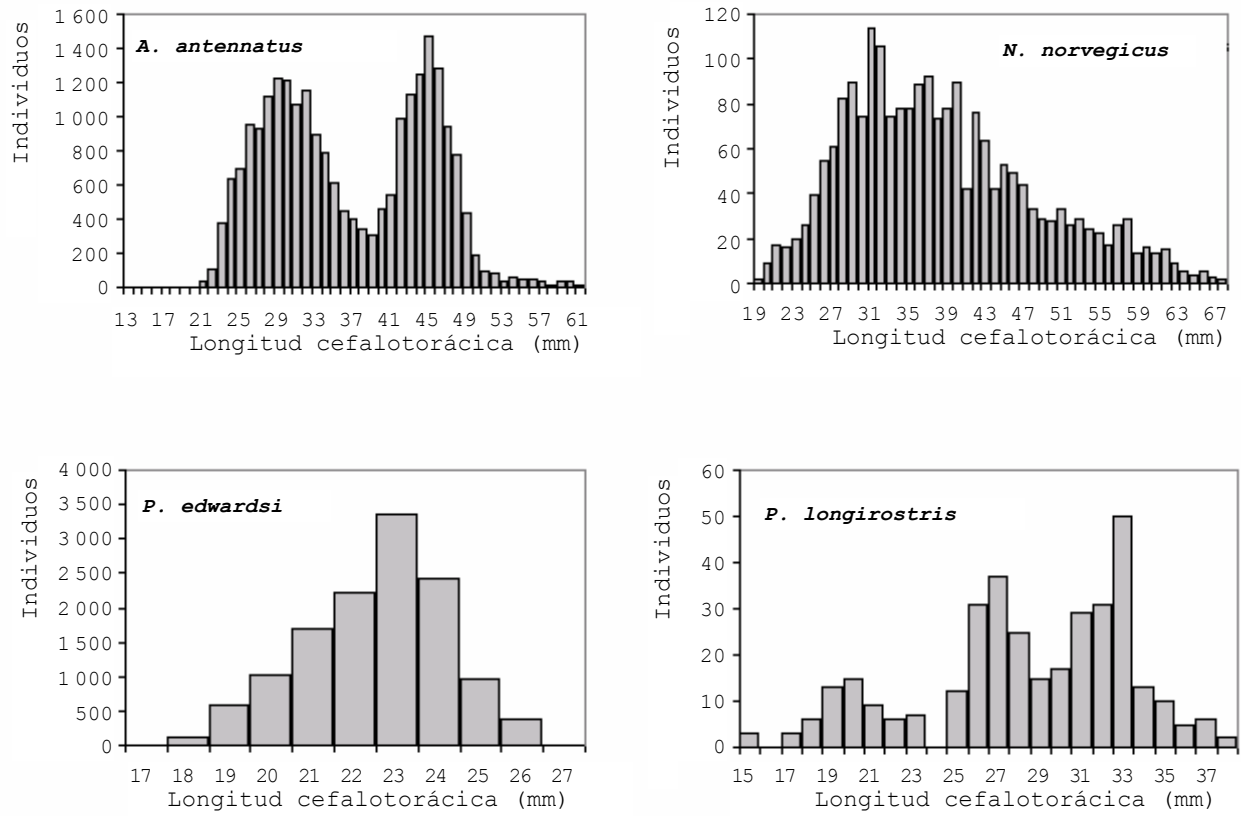 A. antennatus
Individuos
1 600
1 400
1 200
1 000
800
600
400
200
0
13 17 21 25 29 33 37 41 45 49 53 57 61
Longitud cefalotorácica (mm)
N. norvegicus
Individuos
120
100
80
60
40
20
0
19 23 27 31 35 39 43 47 51 55 59 63 67
Longitud cefalotorácica (mm)
P. edwardsi
Individuos
4 000
3 500
3 000
2 500
2 000
1 500
1 000
500
0
17 18 19 20 21 22 23 24 25 26 27
Longitud cefalotorácica (mm)
P. longirostris
Individuos
60
50
40
30
20
10
0
15 17 19 21 23 25 27 29 31 33 35 37
Longitud cefalotorácica (mm)